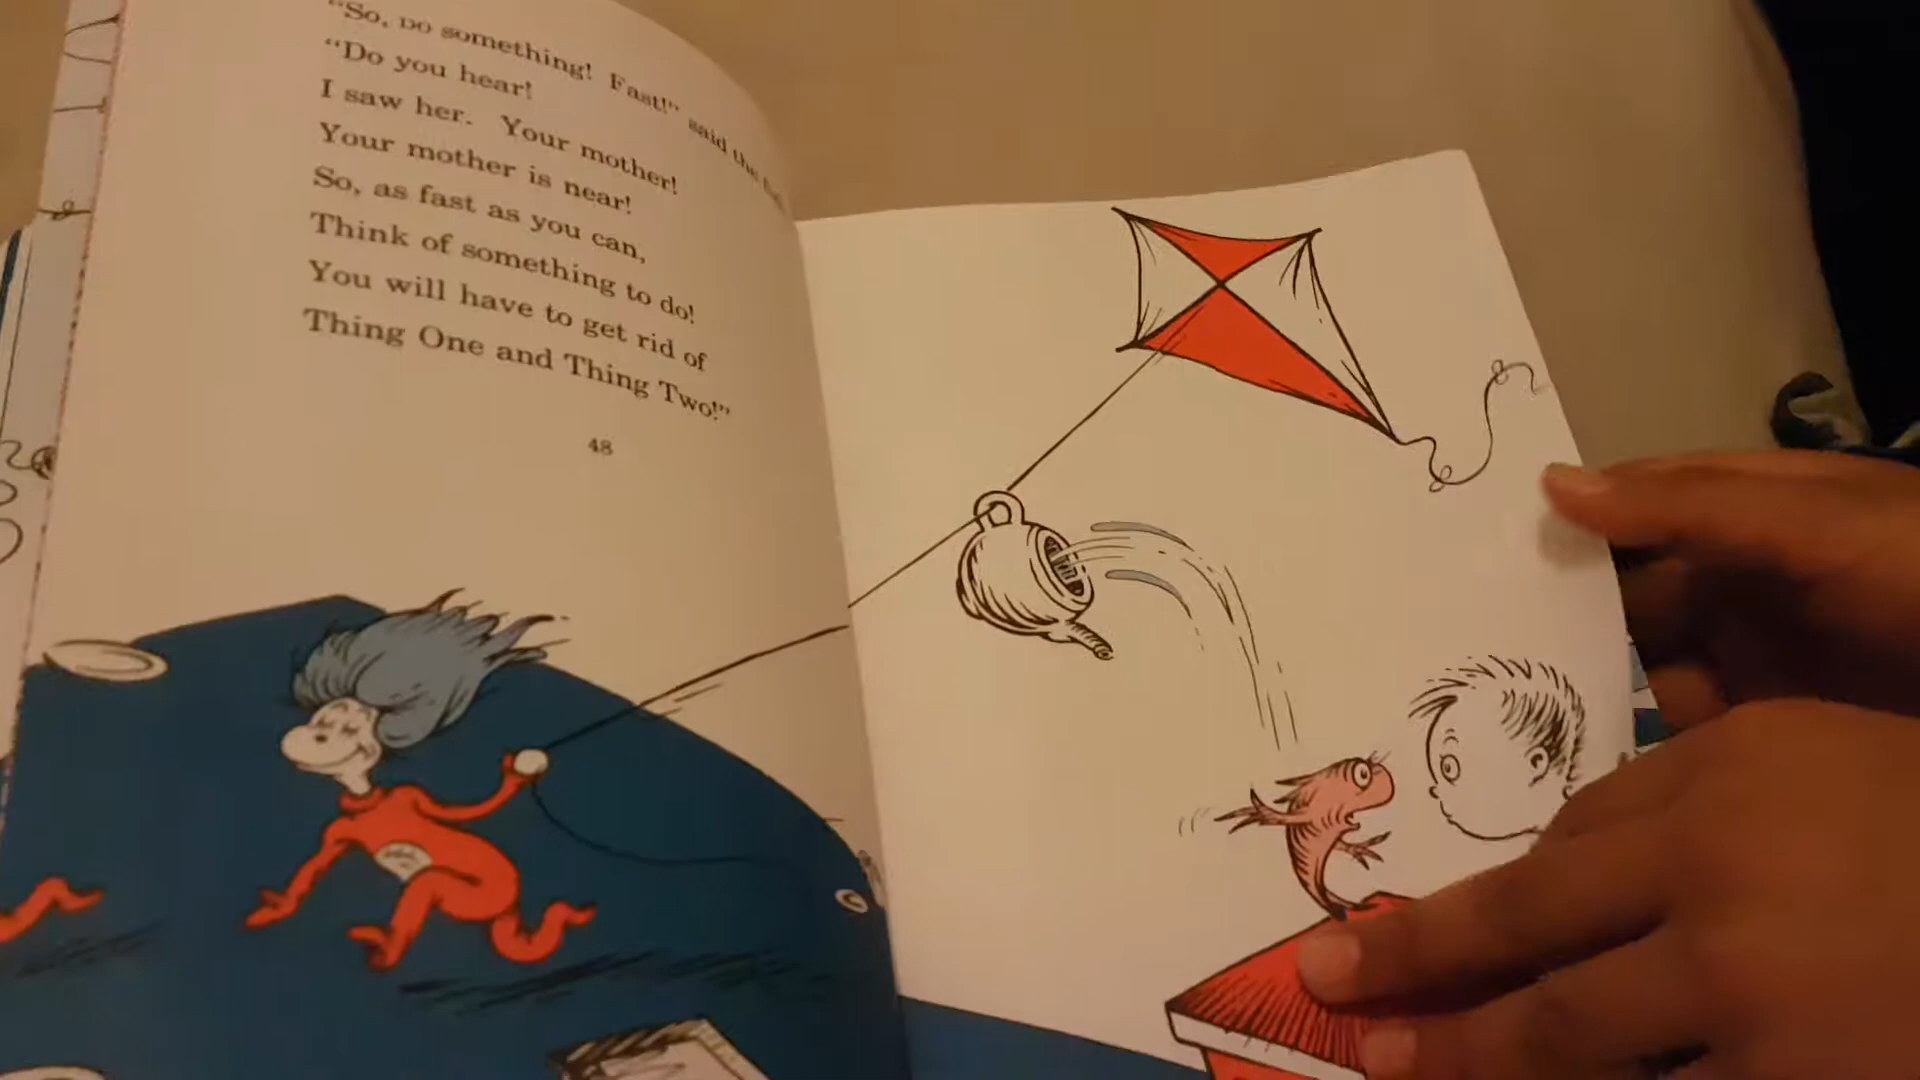 "So, DO something! Fast!" said the fish.
"Do you hear!
I saw her. Your mother!
Your mother is near!
So, as fast as you can,
Think of something to do!
You will have to get rid of
Thing One and Thing Two!"
48